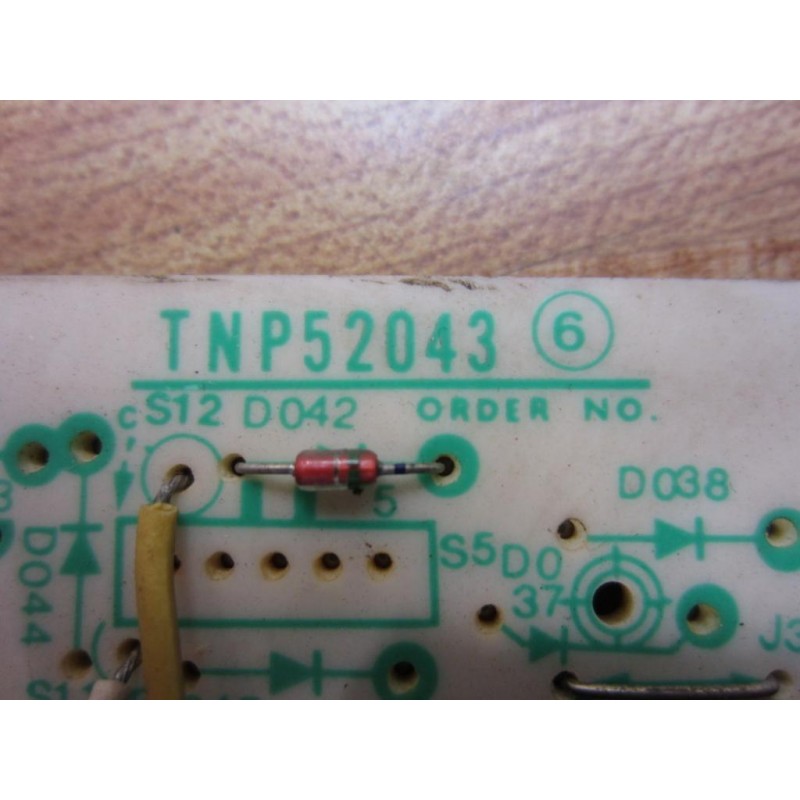 TNP52043 6
S12 D042 ORDER NO.
C
5
D038
S5
D0
37
D044
J3